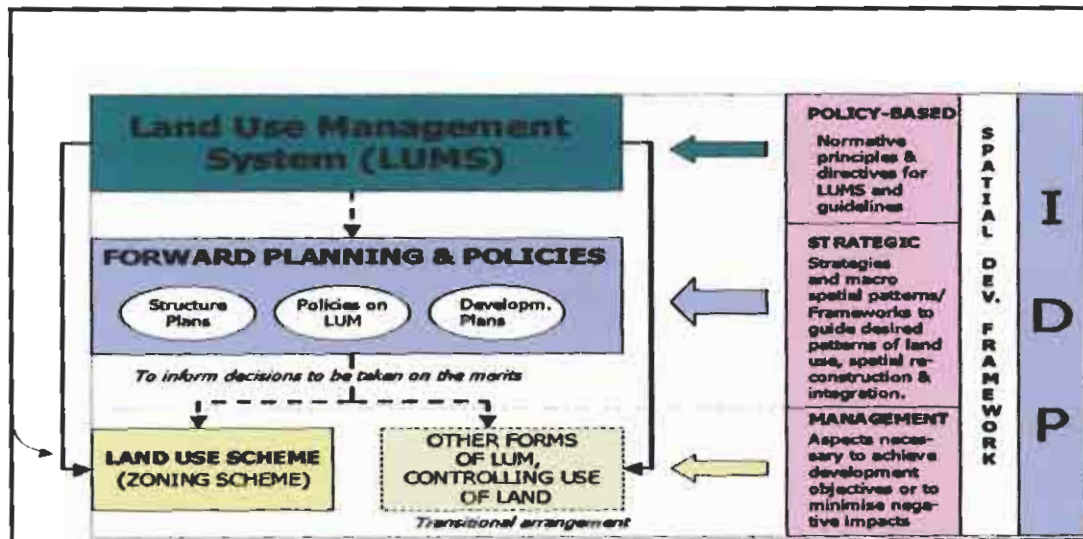 Land Use Management
System (LUMS)
FORWARD PLANNING & POLICIES
Structure
Plans
Policies on
LUM
Developm.
Plans
To inform decisions to be taken on the merits
LAND USE SCHEME
(ZONING SCHEME)
OTHER FORMS
OF LUM,
CONTROLLING USE
OF LAND
Transitional arrangement
POLICY-BASED
Normative
principles &
directives for
LUMS and
guidelines
STRATEGIC
Strategies
and macro
spatial patterns/
Frameworks to
guide desired
patterns of land
use, spatial re-
construction &
integration.
MANAGEMENT
Aspects neces-
sary to achieve
development
objectives or to
minimise nega-
tive impacts
SPATIAL DEV. FRAMEWORK
IDP